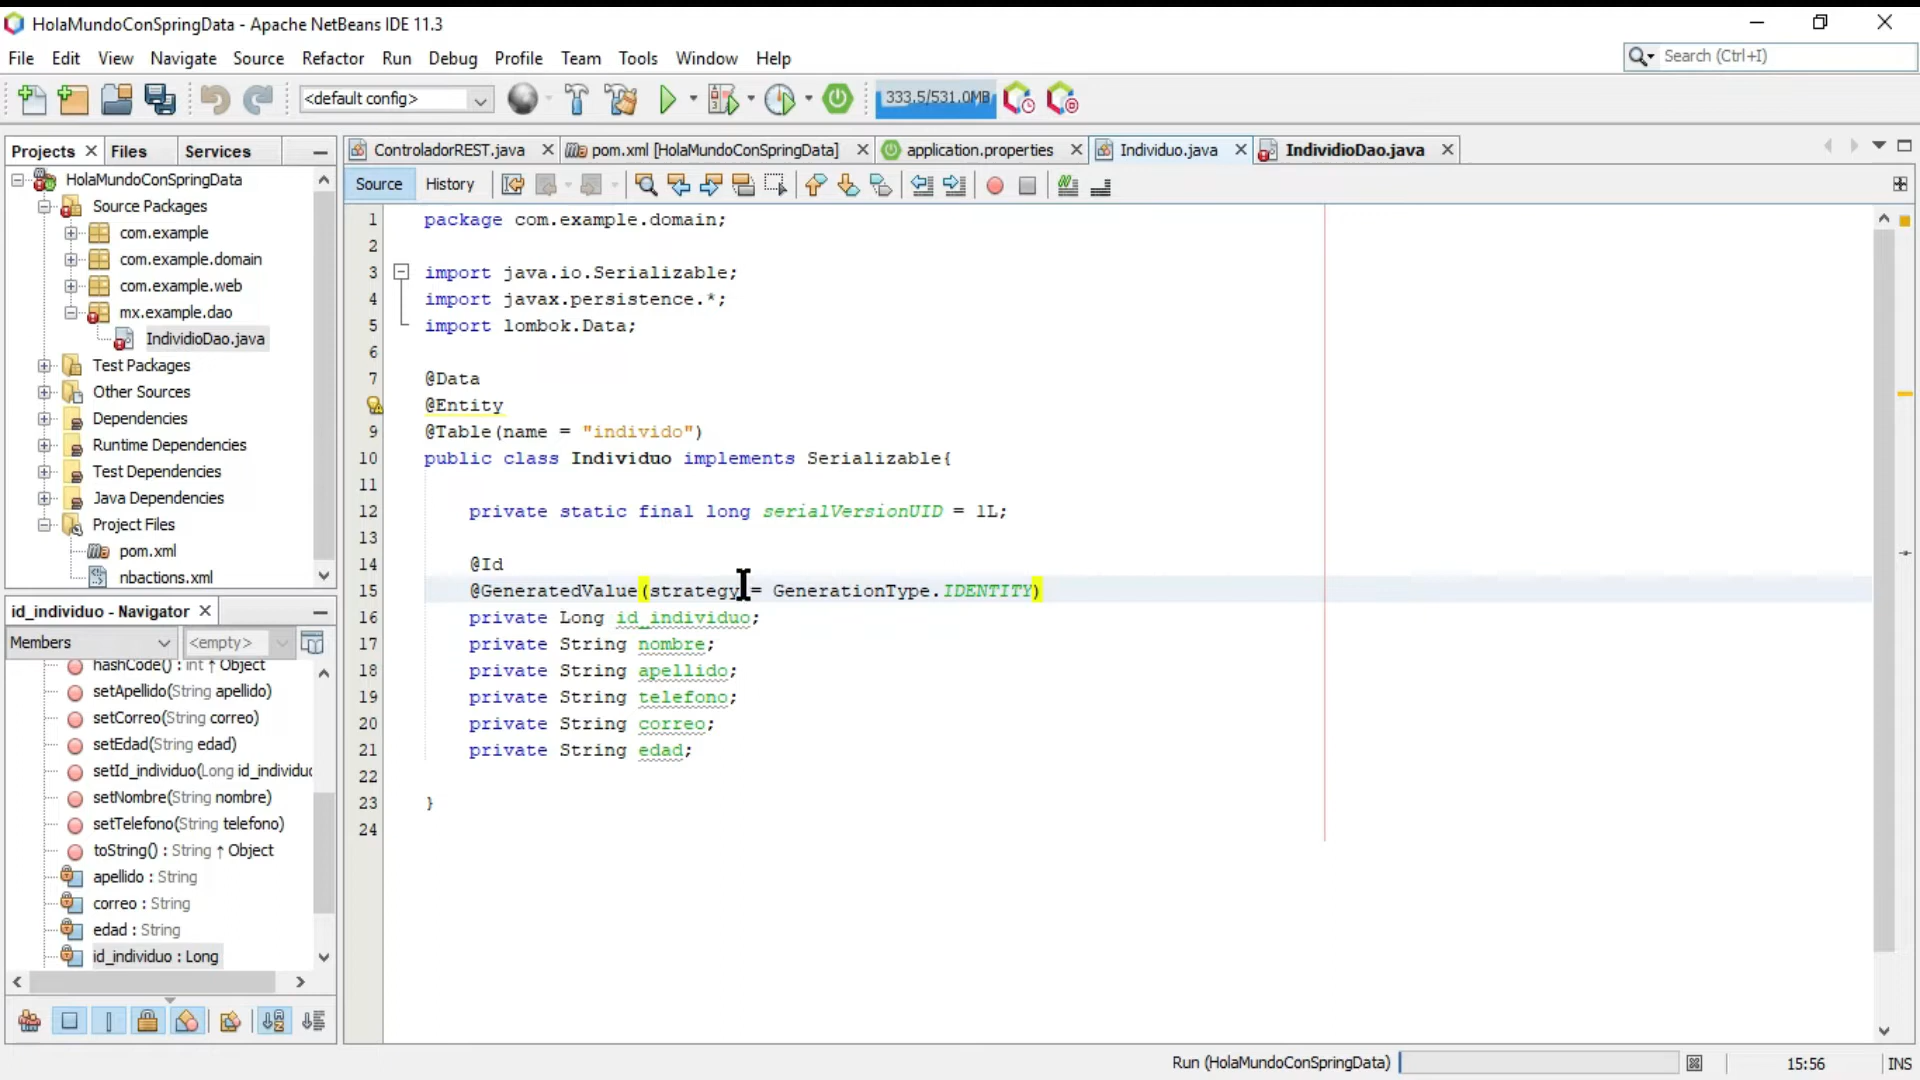 HolaMundoConSpringData - Apache NetBeans IDE 11.3
File Edit View Navigate Source Refactor Run Debug Profile Team Tools Window Help
Search (Ctrl+I)
<default config>
333.5/531.0MB
Projects Files Services
ControladorREST.java pom.xml [HolaMundoConSpringData] application.properties Individuo.java IndividioDao.java
Source History
HolaMundoConSpringData
Source Packages
com.example
com.example.domain
com.example.web
mx.example.dao
IndividioDao.java
Test Packages
Other Sources
Dependencies
Runtime Dependencies
Test Dependencies
Java Dependencies
Project Files
pom.xml
nbactions.xml
id_individuo - Navigator
Members <empty>
hashCode() : int ↑ Object
setApellido(String apellido)
setCorreo(String correo)
setEdad(String edad)
setId_individuo(Long id_individuo
setNombre(String nombre)
setTelefono(String telefono)
toString() : String ↑ Object
apellido : String
correo : String
edad : String
id_individuo : Long
1 package com.example.domain;
2
3 import java.io.Serializable;
4 import javax.persistence.*;
5 import lombok.Data;
6
7 @Data
@Entity
9 @Table(name = "individo")
10 public class Individuo implements Serializable{
11
12 private static final long serialVersionUID = 1L;
13
14 @Id
15 @GeneratedValue(strategy = GenerationType.IDENTITY)
16 private Long id_individuo;
17 private String nombre;
18 private String apellido;
19 private String telefono;
20 private String correo;
21 private String edad;
22
23 }
24
Run (HolaMundoConSpringData) 15:56 INS